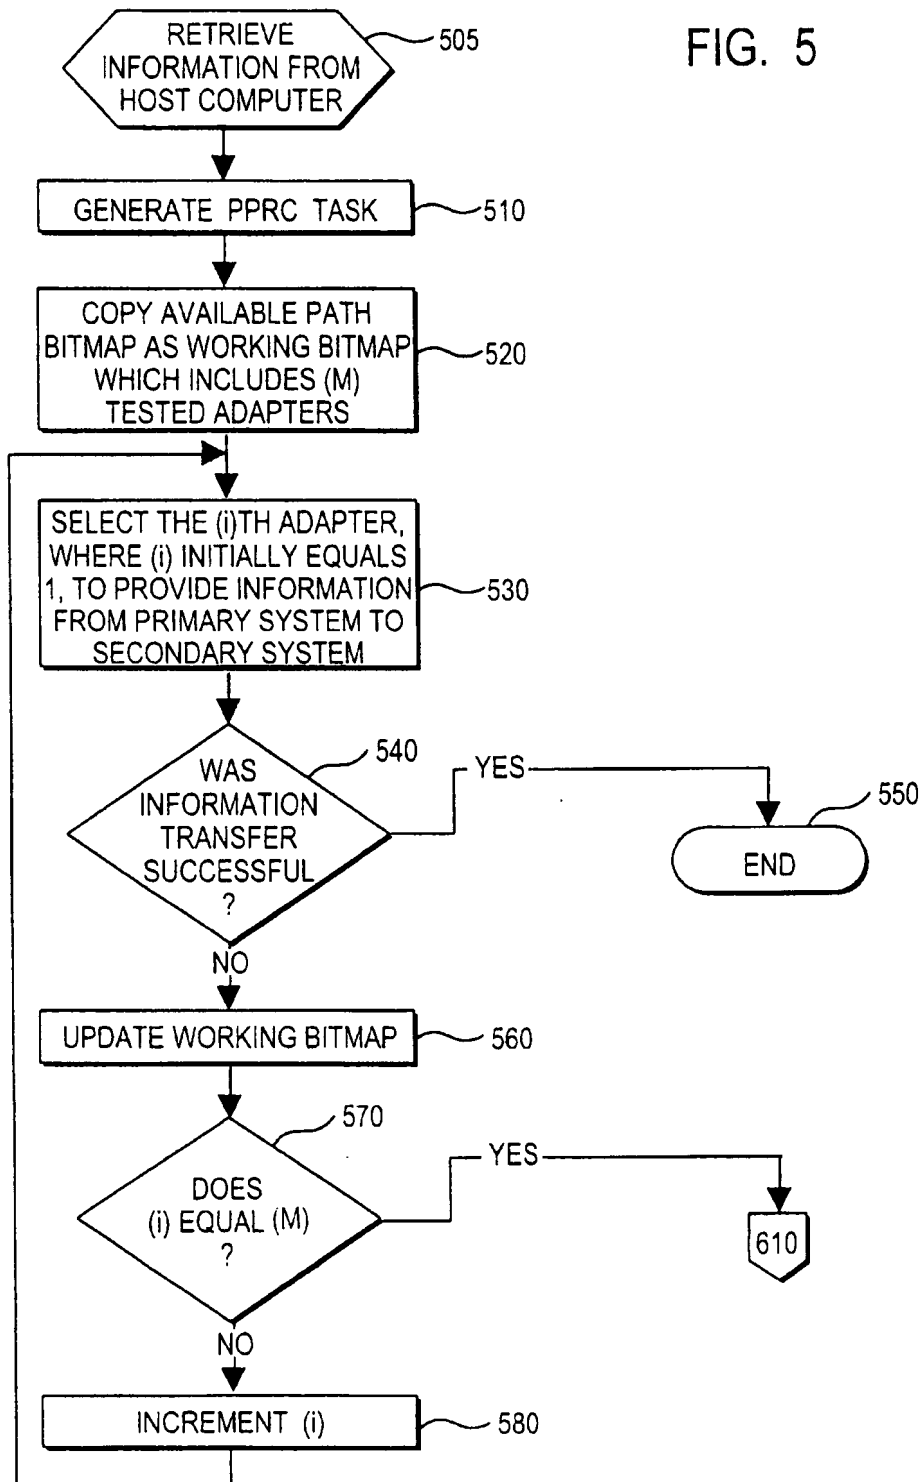 FIG. 5
RETRIEVE
INFORMATION FROM
HOST COMPUTER
505
GENERATE PPRC TASK
510
COPY AVAILABLE PATH
BITMAP AS WORKING BITMAP
WHICH INCLUDES (M)
TESTED ADAPTERS
520
SELECT THE (i)TH ADAPTER,
WHERE (i) INITIALLY EQUALS
1, TO PROVIDE INFORMATION
FROM PRIMARY SYSTEM TO
SECONDARY SYSTEM
530
WAS
INFORMATION
TRANSFER
SUCCESSFUL
?
540
YES
550
END
NO
UPDATE WORKING BITMAP
560
DOES
(i) EQUAL (M)
?
570
YES
610
NO
INCREMENT (i)
580